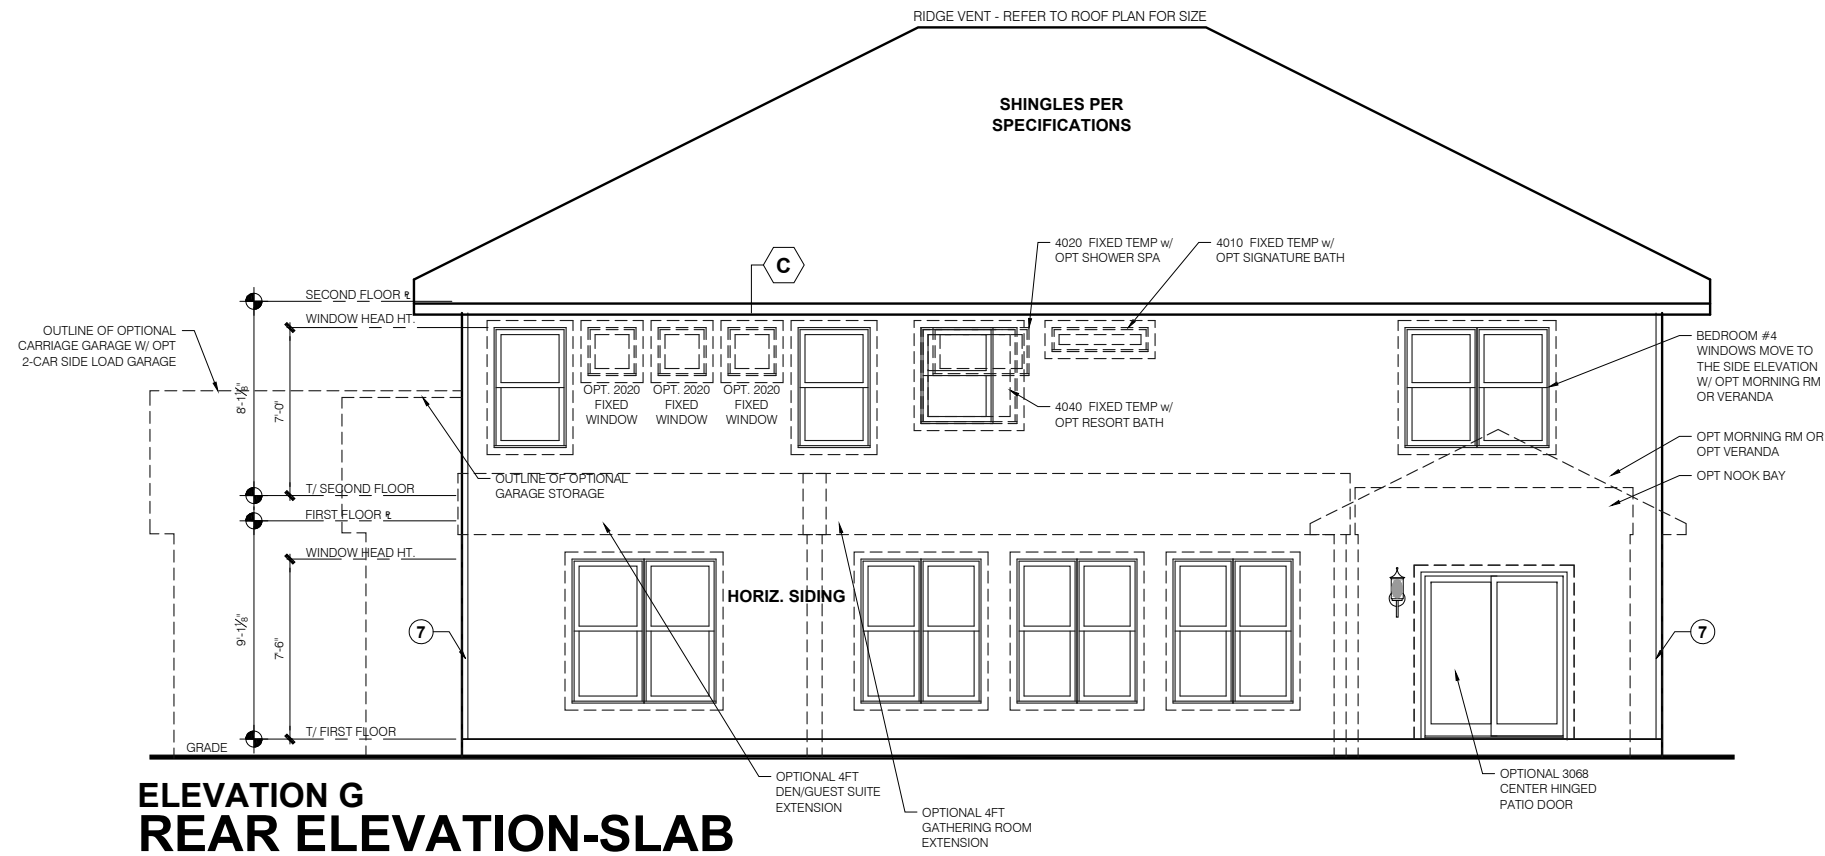 RIDGE VENT - REFER TO ROOF PLAN FOR SIZE
SHINGLES PER
SPECIFICATIONS
C
4020 FIXED TEMP w/
OPT SHOWER SPA
4010 FIXED TEMP w/
OPT SIGNATURE BATH
SECOND FLOOR ℄
WINDOW HEAD HT.
OUTLINE OF OPTIONAL
CARRIAGE GARAGE W/ OPT
2-CAR SIDE LOAD GARAGE
8'-1⅛"
7'-0"
OPT. 2020
FIXED
WINDOW
OPT. 2020
FIXED
WINDOW
OPT. 2020
FIXED
WINDOW
4040 FIXED TEMP w/
OPT RESORT BATH
BEDROOM #4
WINDOWS MOVE TO
THE SIDE ELEVATION
W/ OPT MORNING RM
OR VERANDA
OPT MORNING RM OR
OPT VERANDA
OPT NOOK BAY
OUTLINE OF OPTIONAL
GARAGE STORAGE
T/ SECOND FLOOR
FIRST FLOOR ℄
WINDOW HEAD HT.
HORIZ. SIDING
9'-1⅛"
7'-6"
7
7
T/ FIRST FLOOR
GRADE
OPTIONAL 4FT
DEN/GUEST SUITE
EXTENSION
OPTIONAL 4FT
GATHERING ROOM
EXTENSION
OPTIONAL 3068
CENTER HINGED
PATIO DOOR
ELEVATION G
REAR ELEVATION-SLAB